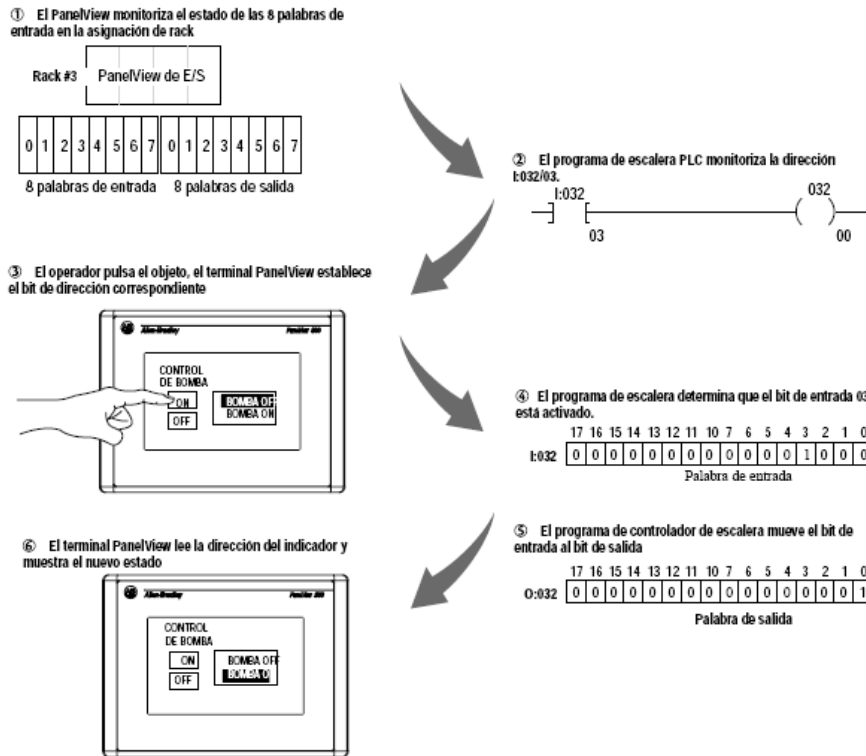 ① El PanelView monitoriza el estado de las 8 palabras de
entrada en la asignación de rack
Rack #3 PanelView de E/S
0 1 2 3 4 5 6 7 0 1 2 3 4 5 6 7
8 palabras de entrada 8 palabras de salida
② El programa de escalera PLC monitoriza la dirección
I:032/03.
I:032 032
03 00
③ El operador pulsa el objeto, el terminal PanelView establece
el bit de dirección correspondiente
Allen-Bradley
CONTROL
DE BOMBA
ON BOMBA OF
OFF BOMBA ON
④ El programa de escalera determina que el bit de entrada 03
está activado.
17 16 15 14 13 12 11 10 7 6 5 4 3 2 1 0
I:032 0 0 0 0 0 0 0 0 0 0 0 0 1 0 0 0
Palabra de entrada
⑤ El programa de controlador de escalera mueve el bit de
entrada al bit de salida
17 16 15 14 13 12 11 10 7 6 5 4 3 2 1 0
O:032 0 0 0 0 0 0 0 0 0 0 0 0 0 0 0 1
Palabra de salida
⑥ El terminal PanelView lee la dirección del indicador y
muestra el nuevo estado
Allen-Bradley
CONTROL
DE BOMBA
ON BOMBA OFF
OFF BOMBA O